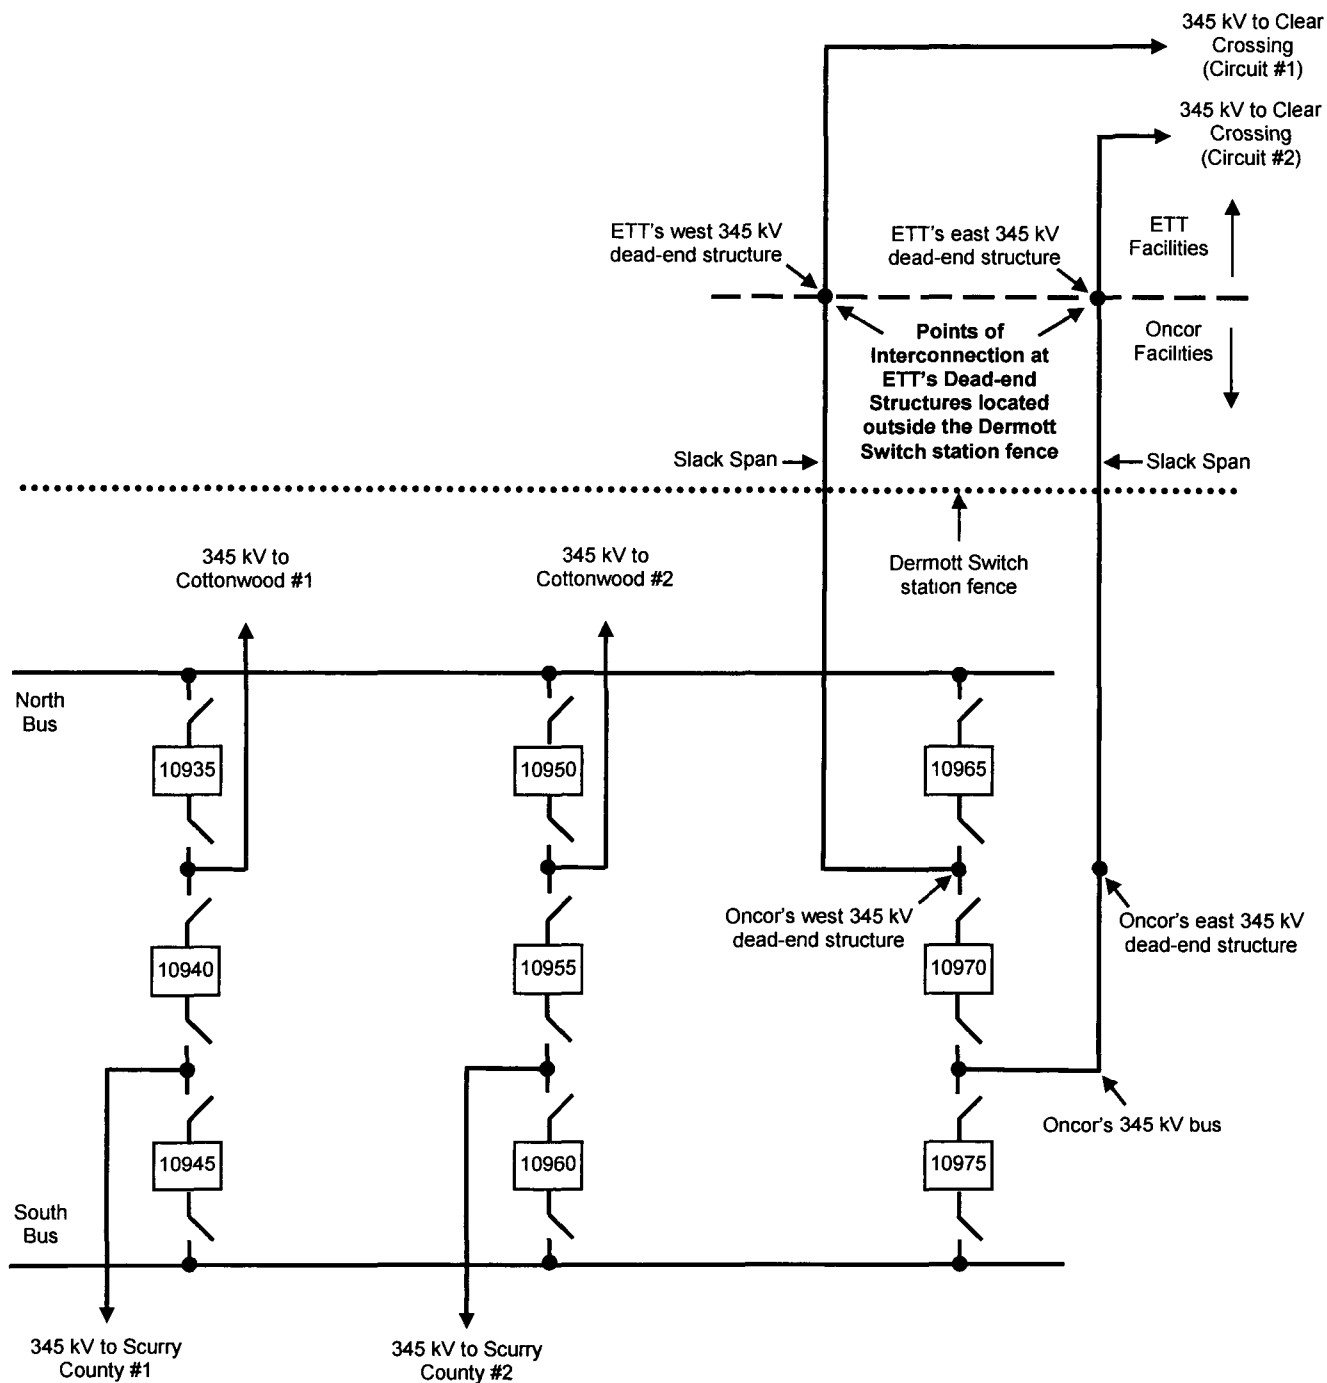 345 kV to Clear
Crossing
(Circuit #1)
345 kV to Clear
Crossing
(Circuit #2)
ETT's west 345 kV
dead-end structure
ETT's east 345 kV
dead-end structure
ETT
Facilities
Points of
Interconnection at
ETT's Dead-end
Structures located
outside the Dermott
Switch station fence
Oncor
Facilities
Slack Span
Slack Span
Dermott Switch
station fence
345 kV to
Cottonwood #1
345 kV to
Cottonwood #2
North
Bus
10935
10950
10965
Oncor's west 345 kV
dead-end structure
Oncor's east 345 kV
dead-end structure
10940
10955
10970
Oncor's 345 kV bus
10945
10960
10975
South
Bus
345 kV to Scurry
County #1
345 kV to Scurry
County #2